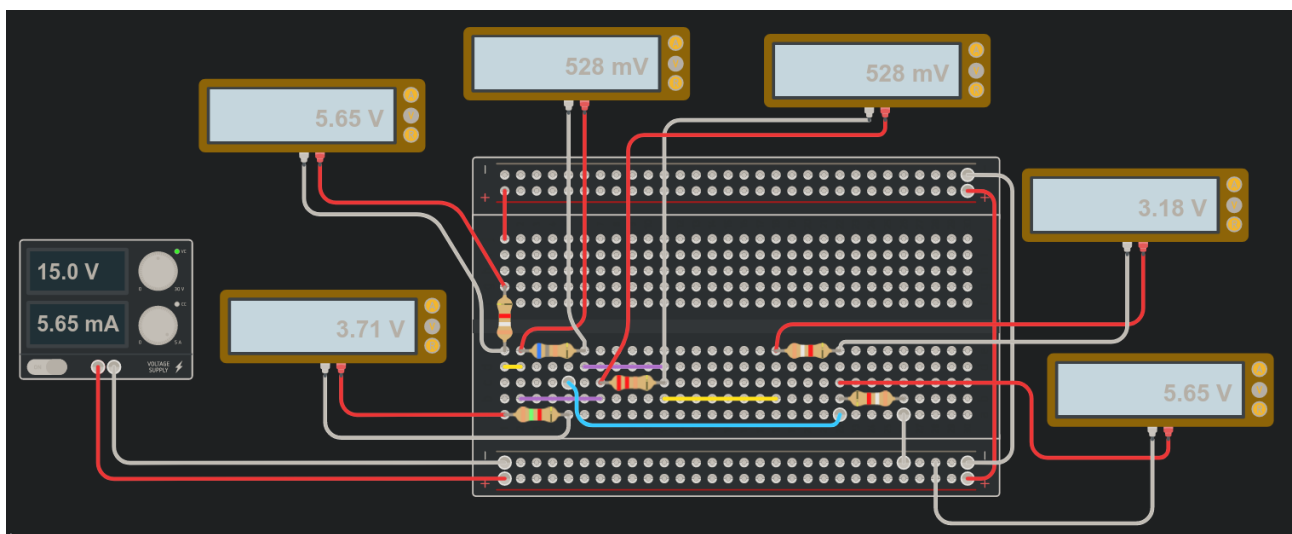 528 mV
528 mV
5.65 V
3.18 V
15.0 V
5.65 mA
VOLTAGE
SUPPLY
3.71 V
5.65 V